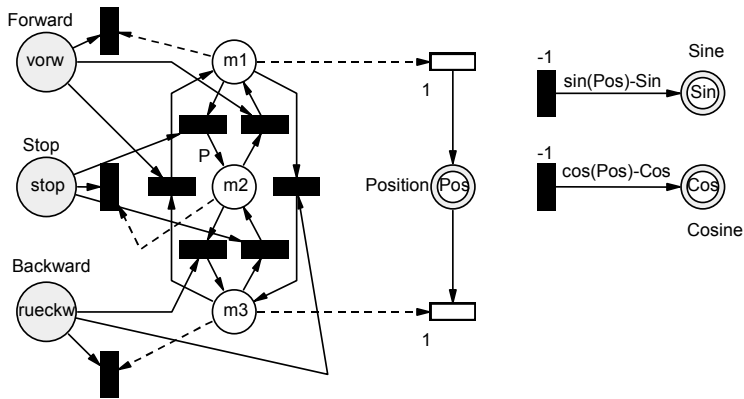 Forward
vorw
m1
1
-1
sin(Pos)-Sin
Sine
Sin
Stop
stop
P
m2
Position
Pos
-1
cos(Pos)-Cos
Cos
Cosine
Backward
rueckw
m3
1